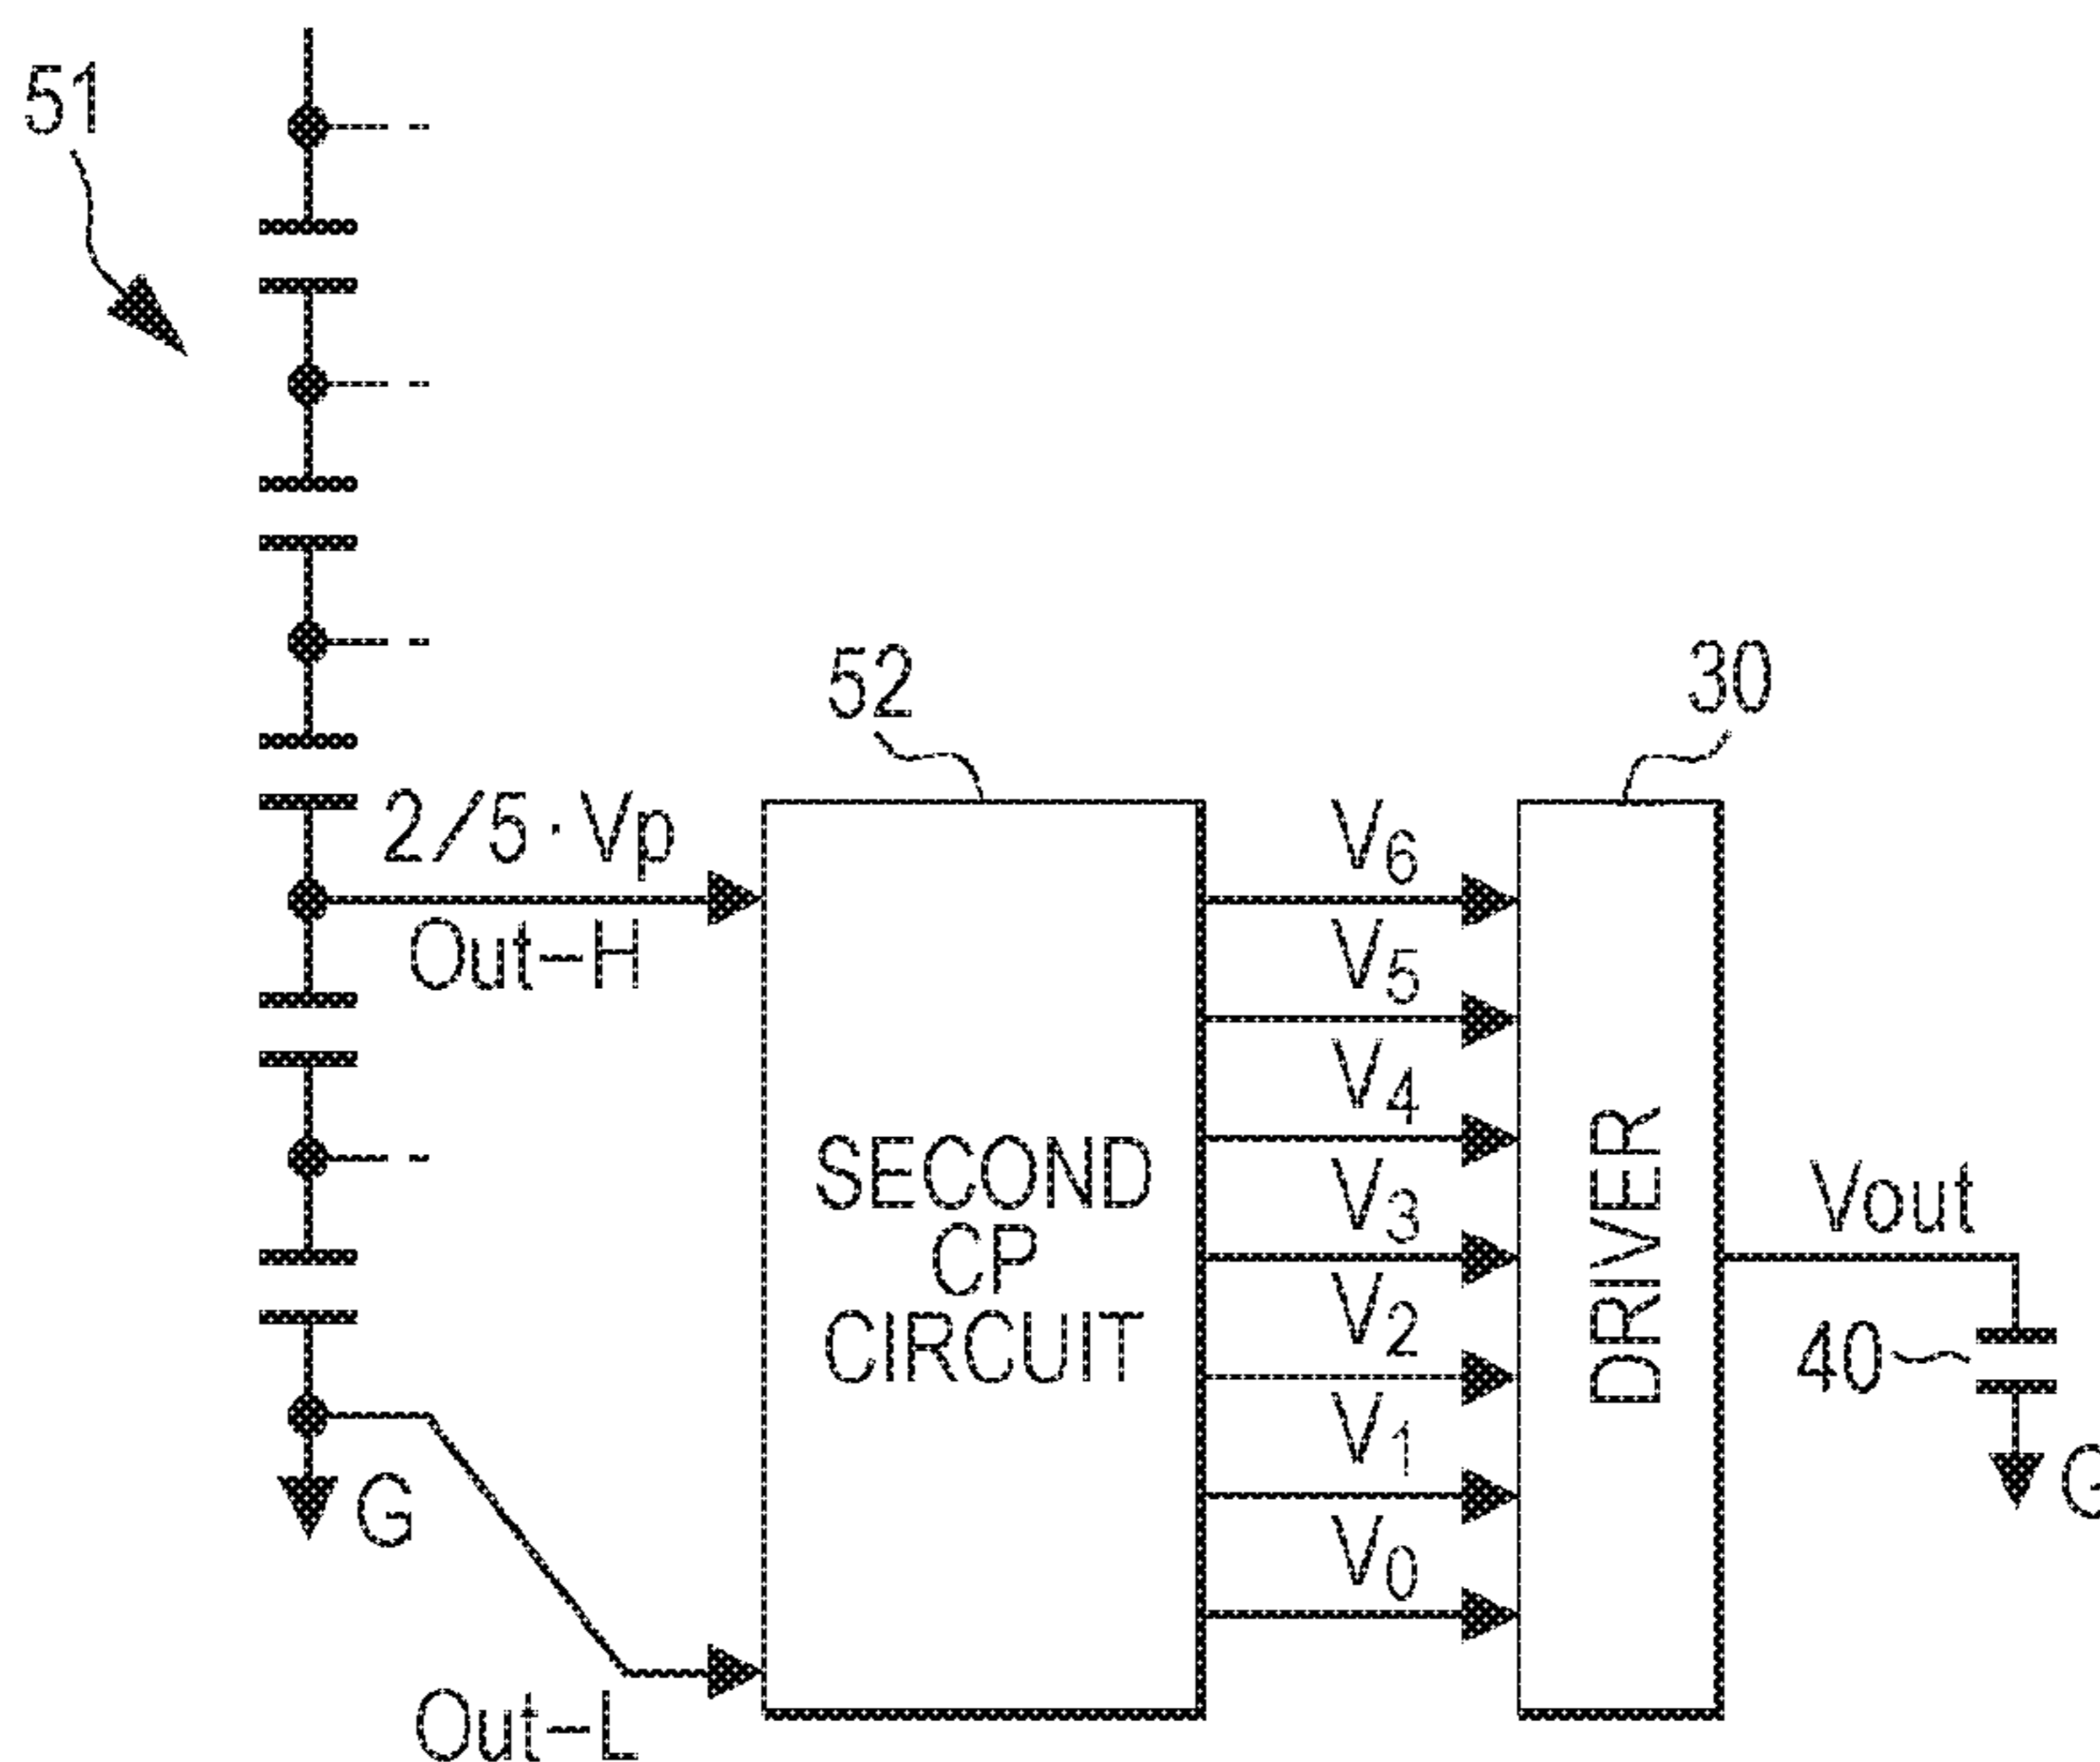 51
52
30
2/5·Vp
Out-H
V6
V5
V4
V3
V2
V1
V0
SECOND
CP
CIRCUIT
DRIVER
Vout
40
G
G
Out-L